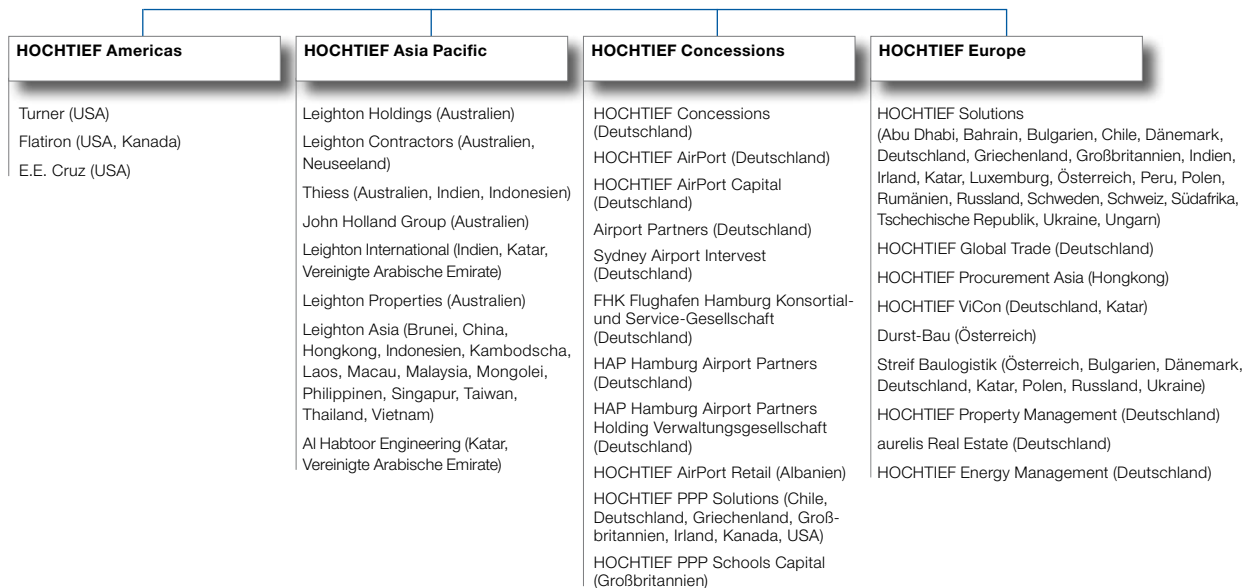 HOCHTIEF Americas
Turner (USA)
Flatiron (USA, Kanada)
E.E. Cruz (USA)
HOCHTIEF Asia Pacific
Leighton Holdings (Australien)
Leighton Contractors (Australien,
Neuseeland)
Thiess (Australien, Indien, Indonesien)
John Holland Group (Australien)
Leighton International (Indien, Katar,
Vereinigte Arabische Emirate)
Leighton Properties (Australien)
Leighton Asia (Brunei, China,
Hongkong, Indonesien, Kambodscha,
Laos, Macau, Malaysia, Mongolei,
Philippinen, Singapur, Taiwan,
Thailand, Vietnam)
Al Habtoor Engineering (Katar,
Vereinigte Arabische Emirate)
HOCHTIEF Concessions
HOCHTIEF Concessions
(Deutschland)
HOCHTIEF AirPort (Deutschland)
HOCHTIEF AirPort Capital
(Deutschland)
Airport Partners (Deutschland)
Sydney Airport Intervest
(Deutschland)
FHK Flughafen Hamburg Konsortial-
und Service-Gesellschaft
(Deutschland)
HAP Hamburg Airport Partners
(Deutschland)
HAP Hamburg Airport Partners
Holding Verwaltungsgesellschaft
(Deutschland)
HOCHTIEF AirPort Retail (Albanien)
HOCHTIEF PPP Solutions (Chile,
Deutschland, Griechenland, Groß-
britannien, Irland, Kanada, USA)
HOCHTIEF PPP Schools Capital
(Großbritannien)
HOCHTIEF Europe
HOCHTIEF Solutions
(Abu Dhabi, Bahrain, Bulgarien, Chile, Dänemark,
Deutschland, Griechenland, Großbritannien, Indien,
Irland, Katar, Luxemburg, Österreich, Peru, Polen,
Rumänien, Russland, Schweden, Schweiz, Südafrika,
Tschechische Republik, Ukraine, Ungarn)
HOCHTIEF Global Trade (Deutschland)
HOCHTIEF Procurement Asia (Hongkong)
HOCHTIEF ViCon (Deutschland, Katar)
Durst-Bau (Österreich)
Streif Baulogistik (Österreich, Bulgarien, Dänemark,
Deutschland, Katar, Polen, Russland, Ukraine)
HOCHTIEF Property Management (Deutschland)
aurelis Real Estate (Deutschland)
HOCHTIEF Energy Management (Deutschland)